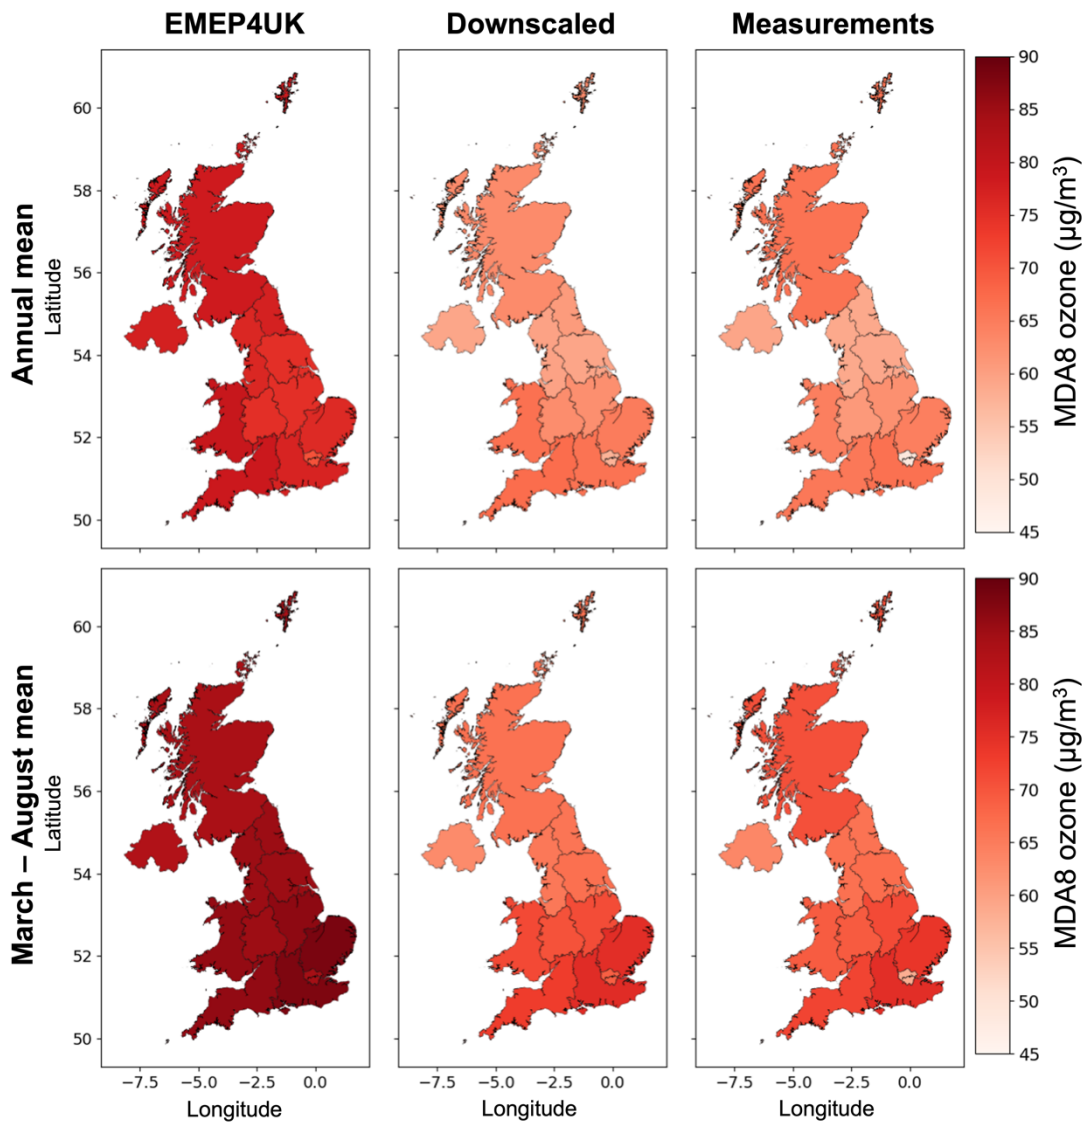 EMEP4UK Downscaled Measurements
Annual mean
Latitude
60
58
56
54
52
50
90
85
80
75
70
65
60
55
50
45
MDA8 ozone (µg/m³)
March – August mean
Latitude
60
58
56
54
52
50
−7.5 −5.0 −2.5 0.0
−7.5 −5.0 −2.5 0.0
−7.5 −5.0 −2.5 0.0
Longitude Longitude Longitude
90
85
80
75
70
65
60
55
50
45
MDA8 ozone (µg/m³)